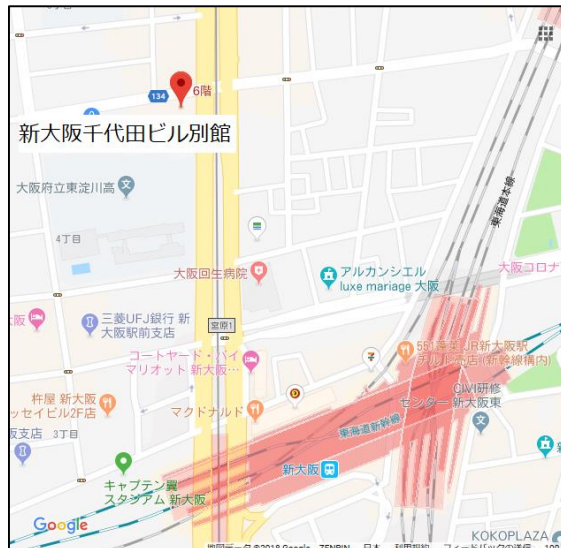 134
6階
新大阪千代田ビル別館
大阪府立東淀川高
東海道本線
4丁目
大阪回生病院
アルカンシエル
luxe mariage 大阪
大阪コロナ
阪
三菱UFJ銀行 新
大阪駅前支店
宮原1
コートヤード・バイ
マリオット 新大阪…
551蓬莱 JR新大阪駅
チルド売店 (新幹線構内)
杵屋 新大阪
ッセイビル2F店
マクドナルド
CIVI研修
センター 新大阪東
阪支店
3丁目
東海道新幹線
新大阪
キャプテン翼
スタジアム 新大阪
Google
KOKOPLAZA